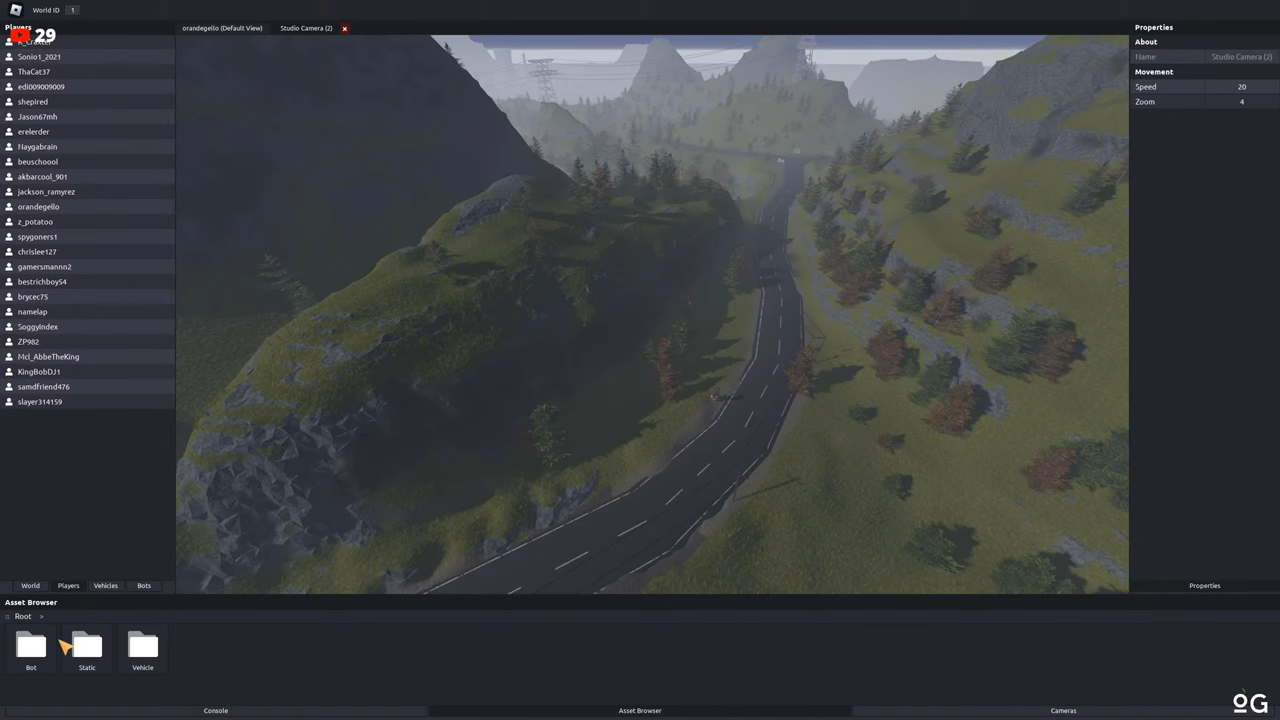 World ID 1
Players
29
Sonio1_2021
ThaCat37
edi009009009
shepired
Jason67mh
erelerder
Naygabrain
beuschoool
akbarcool_901
jackson_ramyrez
orandegello
z_potatoo
spygoners1
chrislee127
gamersmannn2
bestrichboy54
brycec75
namelap
SoggyIndex
ZP982
Mcl_AbbeTheKing
KingBobDJ1
samdfriend476
slayer314159
World Players Vehicles Bots
orandegello (Default View) Studio Camera (2)
Properties
About
Name Studio Camera (2)
Movement
Speed 20
Zoom 4
Properties
Asset Browser
Root >
Bot Static Vehicle
Console Asset Browser Cameras
OG